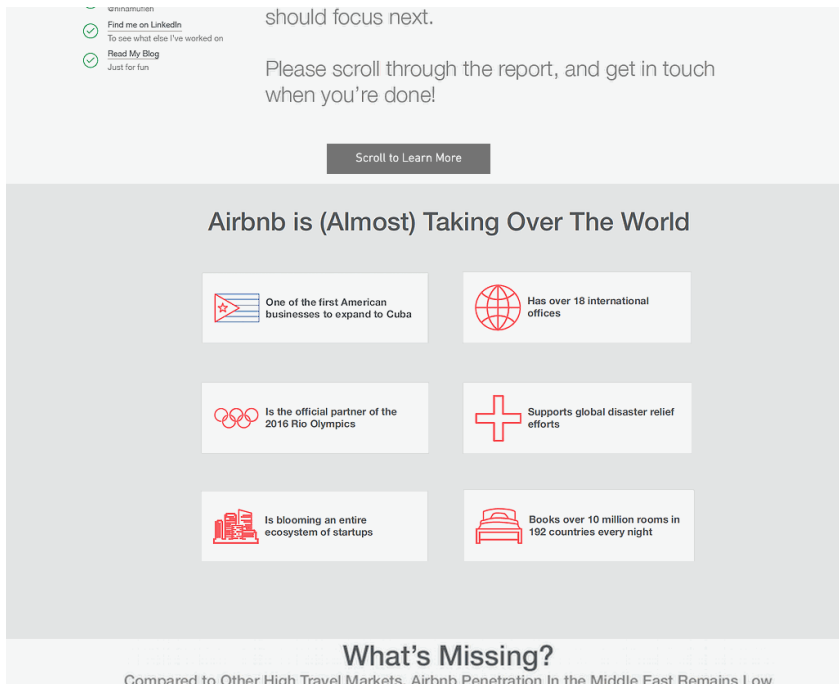 @ninamufleh
Find me on LinkedIn
To see what else I've worked on
Read My Blog
Just for fun
should focus next.
Please scroll through the report, and get in touch
when you're done!
Scroll to Learn More
Airbnb is (Almost) Taking Over The World
One of the first American
businesses to expand to Cuba
Has over 18 international
offices
Is the official partner of the
2016 Rio Olympics
Supports global disaster relief
efforts
Is blooming an entire
ecosystem of startups
Books over 10 million rooms in
192 countries every night
What's Missing?
Compared to Other High Travel Markets, Airbnb Penetration In the Middle East Remains Low